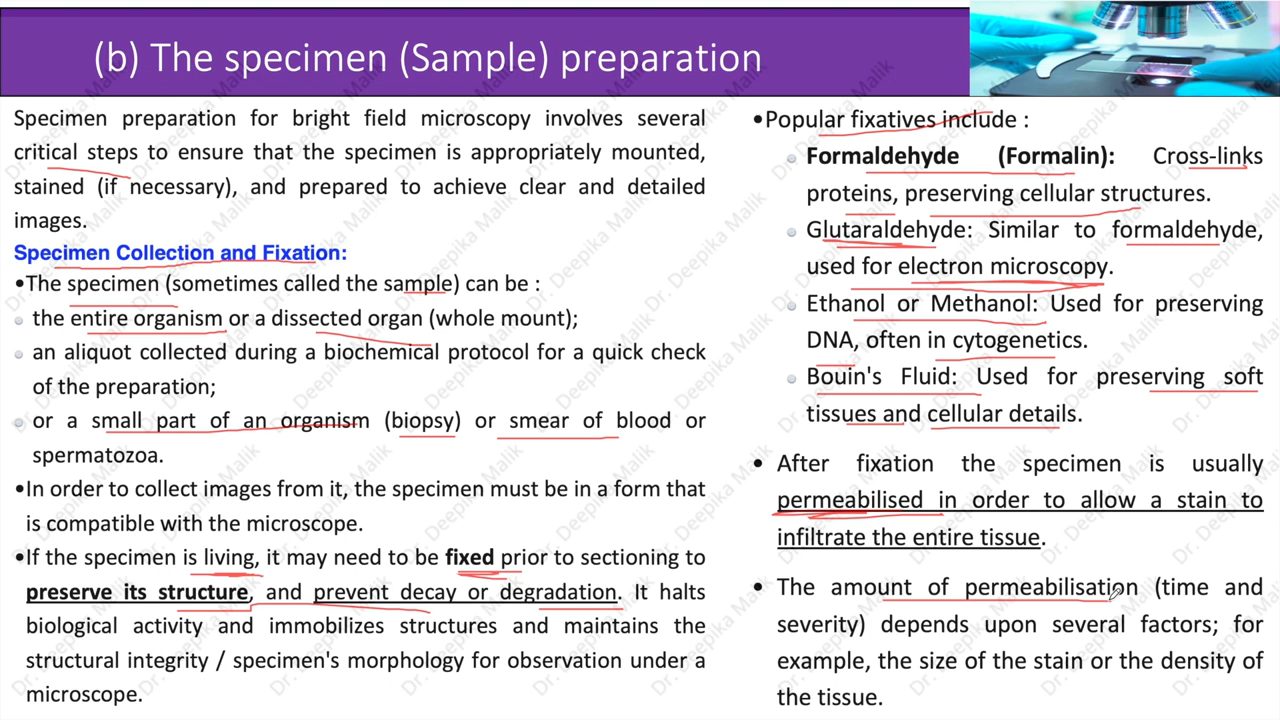 (b) The specimen (Sample) preparation
Specimen preparation for bright field microscopy involves several
critical steps to ensure that the specimen is appropriately mounted,
stained (if necessary), and prepared to achieve clear and detailed
images.
Specimen Collection and Fixation:
•The specimen (sometimes called the sample) can be :
the entire organism or a dissected organ (whole mount);
an aliquot collected during a biochemical protocol for a quick check
of the preparation;
or a small part of an organism (biopsy) or smear of blood or
spermatozoa.
•In order to collect images from it, the specimen must be in a form that
is compatible with the microscope.
•If the specimen is living, it may need to be fixed prior to sectioning to
preserve its structure, and prevent decay or degradation. It halts
biological activity and immobilizes structures and maintains the
structural integrity / specimen's morphology for observation under a
microscope.
•Popular fixatives include :
Formaldehyde (Formalin): Cross-links
proteins, preserving cellular structures.
Glutaraldehyde: Similar to formaldehyde,
used for electron microscopy.
Ethanol or Methanol: Used for preserving
DNA, often in cytogenetics.
Bouin's Fluid: Used for preserving soft
tissues and cellular details.
• After fixation the specimen is usually
permeabilised in order to allow a stain to
infiltrate the entire tissue.
• The amount of permeabilisation (time and
severity) depends upon several factors; for
example, the size of the stain or the density of
the tissue.
Dr. Deepika Malik